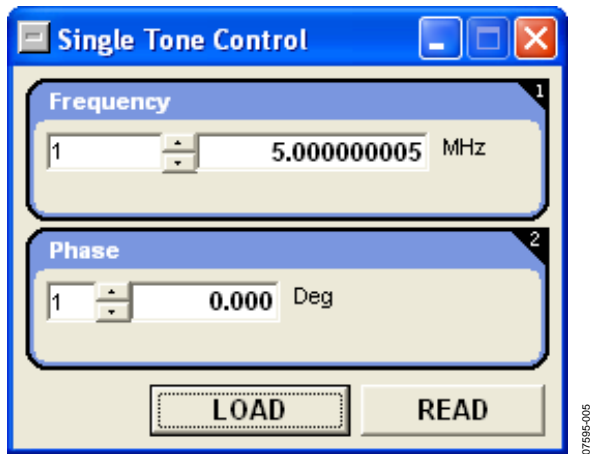 Single Tone Control
Frequency 1
1 5.000000005 MHz
Phase 2
1 0.000 Deg
LOAD READ
07595-005